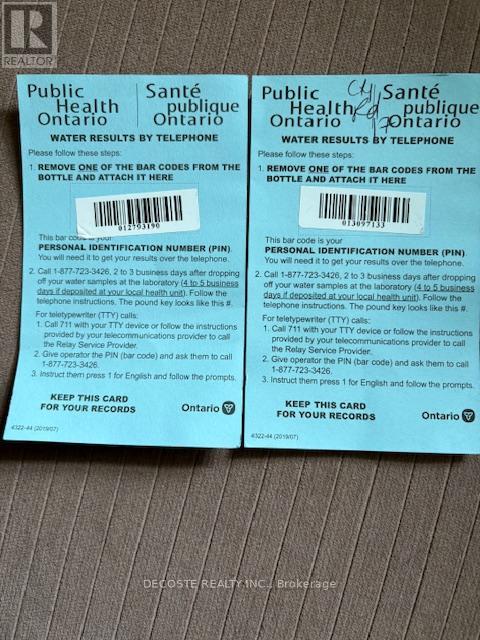 REALTOR®
Public
Health
Ontario
Santé
publique
Ontario
WATER RESULTS BY TELEPHONE
Please follow these steps:
1. REMOVE ONE OF THE BAR CODES FROM THE
BOTTLE AND ATTACH IT HERE
012793190
This bar code is your
PERSONAL IDENTIFICATION NUMBER (PIN).
You will need it to get your results over the telephone.
2. Call 1-877-723-3426, 2 to 3 business days after dropping
off your water samples at the laboratory (4 to 5 business
days if deposited at your local health unit). Follow the
telephone instructions. The pound key looks like this #.
For teletypewriter (TTY) calls:
1. Call 711 with your TTY device or follow the instructions
provided by your telecommunications provider to call
the Relay Service Provider.
2. Give operator the PIN (bar code) and ask them to call
1-877-723-3426.
3. Instruct them press 1 for English and follow the prompts.
KEEP THIS CARD
FOR YOUR RECORDS
Ontario
4322-44 (2019/07)
Public
Health
Ontario
Santé
publique
Ontario
WATER RESULTS BY TELEPHONE
Please follow these steps:
1. REMOVE ONE OF THE BAR CODES FROM THE
BOTTLE AND ATTACH IT HERE
013097133
This bar code is your
PERSONAL IDENTIFICATION NUMBER (PIN).
You will need it to get your results over the telephone.
2. Call 1-877-723-3426, 2 to 3 business days after dropping
off your water samples at the laboratory (4 to 5 business
days if deposited at your local health unit). Follow the
telephone instructions. The pound key looks like this #.
For teletypewriter (TTY) calls:
1. Call 711 with your TTY device or follow the instructions
provided by your telecommunications provider to call
the Relay Service Provider.
2. Give operator the PIN (bar code) and ask them to call
1-877-723-3426.
3. Instruct them press 1 for English and follow the prompts.
KEEP THIS CARD
FOR YOUR RECORDS
Ontario
4322-44 (2019/07)
DECOSTE REALTY INC., Brokerage